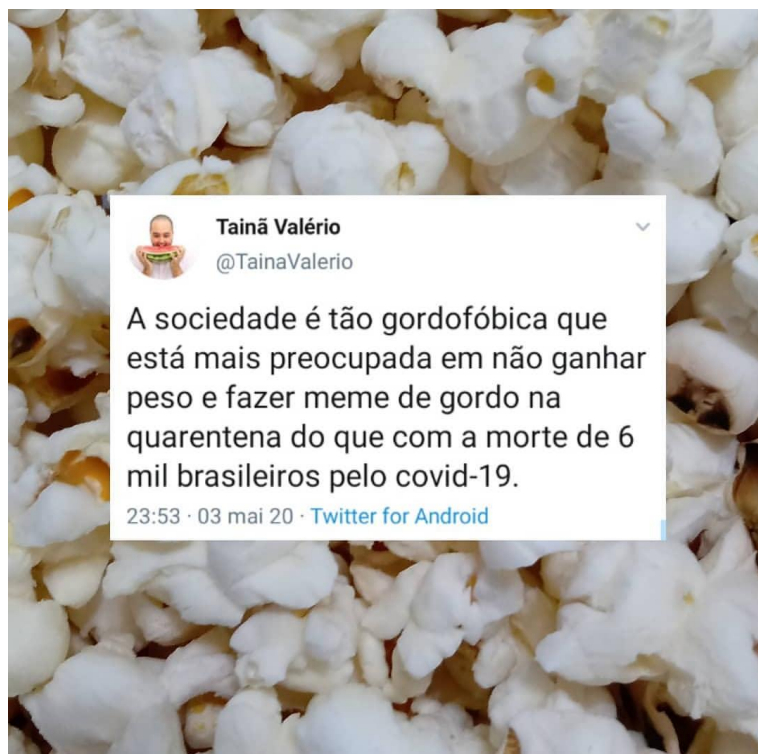 Tainã Valério
@TainaValerio
A sociedade é tão gordofóbica que
está mais preocupada em não ganhar
peso e fazer meme de gordo na
quarentena do que com a morte de 6
mil brasileiros pelo covid-19.
23:53 · 03 mai 20 · Twitter for Android